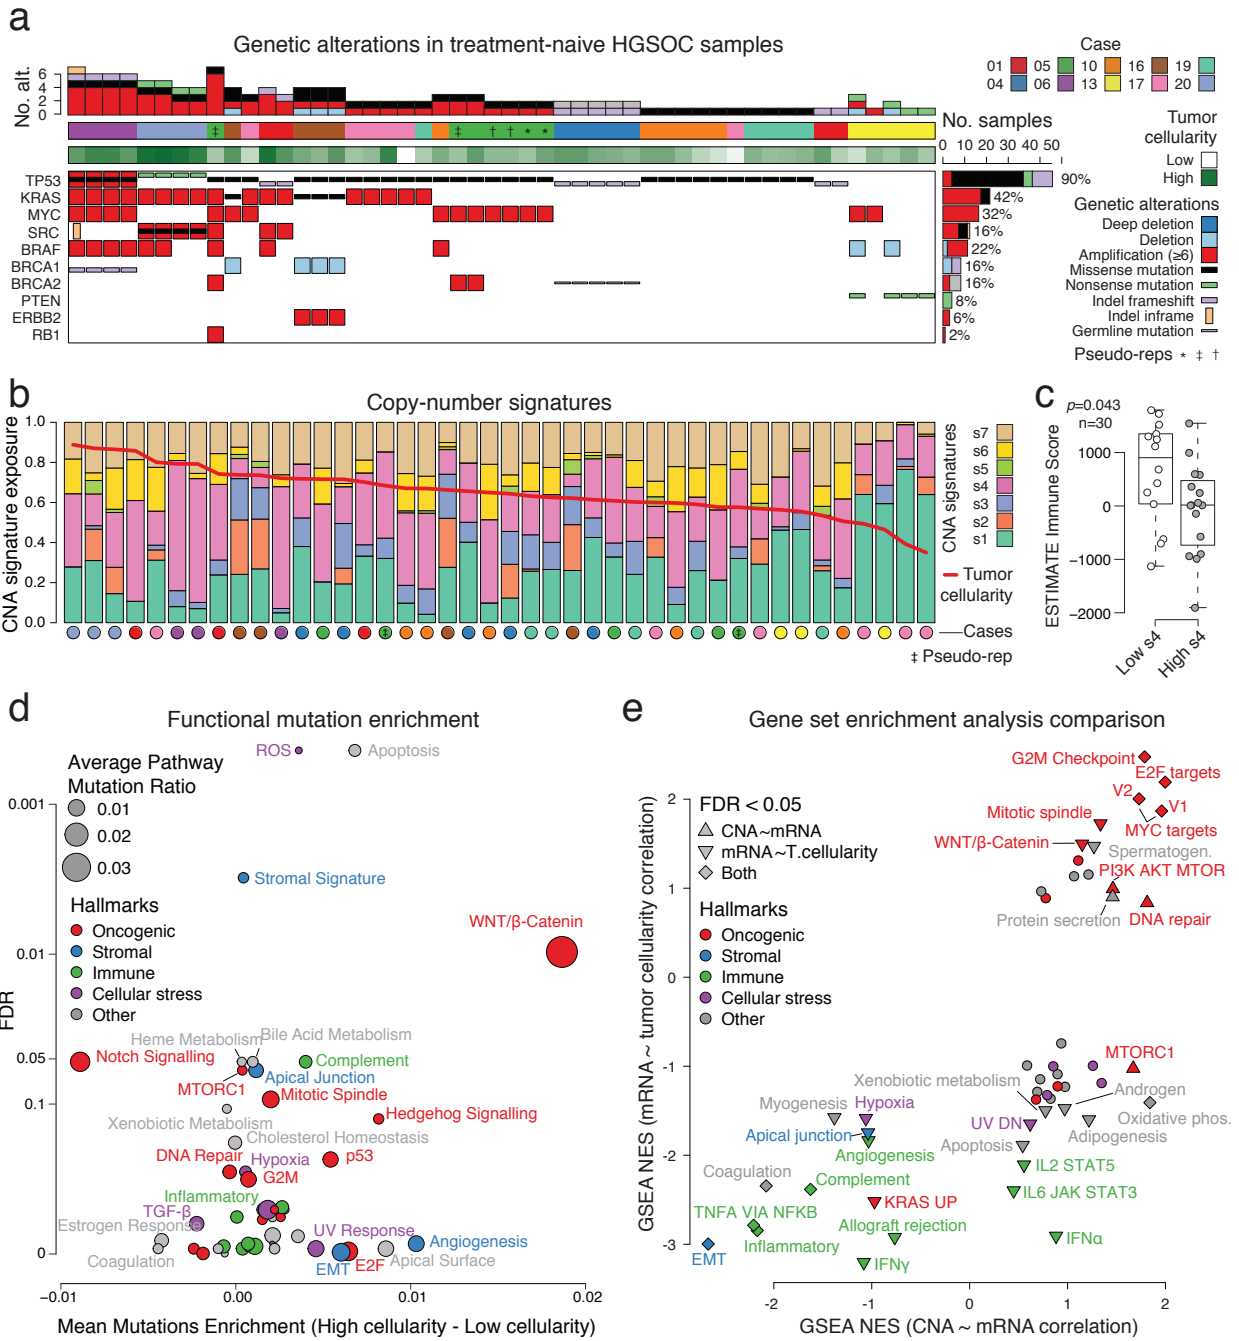 a
Genetic alterations in treatment-naive HGSOC samples
Case
01 05 10 16 19
04 06 13 17 20
No. alt.
6
4
2
0
‡ ‡ † † * *
No. samples
0 10 20 30 40 50
Tumor
cellularity
Low
High
TP53 90%
KRAS 42%
MYC 32%
SRC 16%
BRAF 22%
BRCA1 16%
BRCA2 16%
PTEN 8%
ERBB2 6%
RB1 2%
Genetic alterations
Deep deletion
Deletion
Amplification (≥6)
Missense mutation
Nonsense mutation
Indel frameshift
Indel inframe
Germline mutation
Pseudo-reps * ‡ †
b
Copy-number signatures
CNA signature exposure
1.0
0.8
0.6
0.4
0.2
0.0
CNA sigsnatures
s7
s6
s5
s4
s3
s2
s1
Tumor
cellularity
Cases
‡ ‡
‡ Pseudo-rep
c
p=0.043
n=30
ESTIMATE Immune Score
1000
0
−1000
−2000
Low s4
High s4
d
Functional mutation enrichment
Average Pathway
Mutation Ratio
0.01
0.02
0.03
Hallmarks
Oncogenic
Stromal
Immune
Cellular stress
Other
FDR
0.001
0.01
0.05
0.1
0
ROS
Apoptosis
Stromal Signature
WNT/β-Catenin
Heme Metabolism
Bile Acid Metabolism
Notch Signalling
Complement
MTORC1
Apical Junction
Mitotic Spindle
Hedgehog Signalling
Xenobiotic Metabolism
Cholesterol Homeostasis
DNA Repair
Hypoxia
p53
G2M
Inflammatory
TGF-β
Estrogen Response
UV Response
Angiogenesis
Coagulation
EMT
E2F
Apical Surface
−0.01 0.00 0.01 0.02
Mean Mutations Enrichment (High cellularity - Low cellularity)
e
Gene set enrichment analysis comparison
GSEA NES (mRNA ~ tumor cellularity correlation)
2
1
0
-1
-2
-3
FDR < 0.05
CNA~mRNA
mRNA~T.cellularity
Both
Hallmarks
Oncogenic
Stromal
Immune
Cellular stress
Other
G2M Checkpoint
E2F targets
V2
V1
MYC targets
Mitotic spindle
WNT/β-Catenin
Spermatogen.
PI3K AKT MTOR
Protein secretion
DNA repair
MTORC1
Xenobiotic metabolism
Androgen
Myogenesis
Hypoxia
Oxidative phos.
UV DN
Adipogenesis
Apical junction
Apoptosis
Angiogenesis
IL2 STAT5
Coagulation
Complement
IL6 JAK STAT3
KRAS UP
TNFA VIA NFKB
Allograft rejection
IFNα
Inflammatory
EMT
IFNγ
-2 -1 0 1 2
GSEA NES (CNA ~ mRNA correlation)